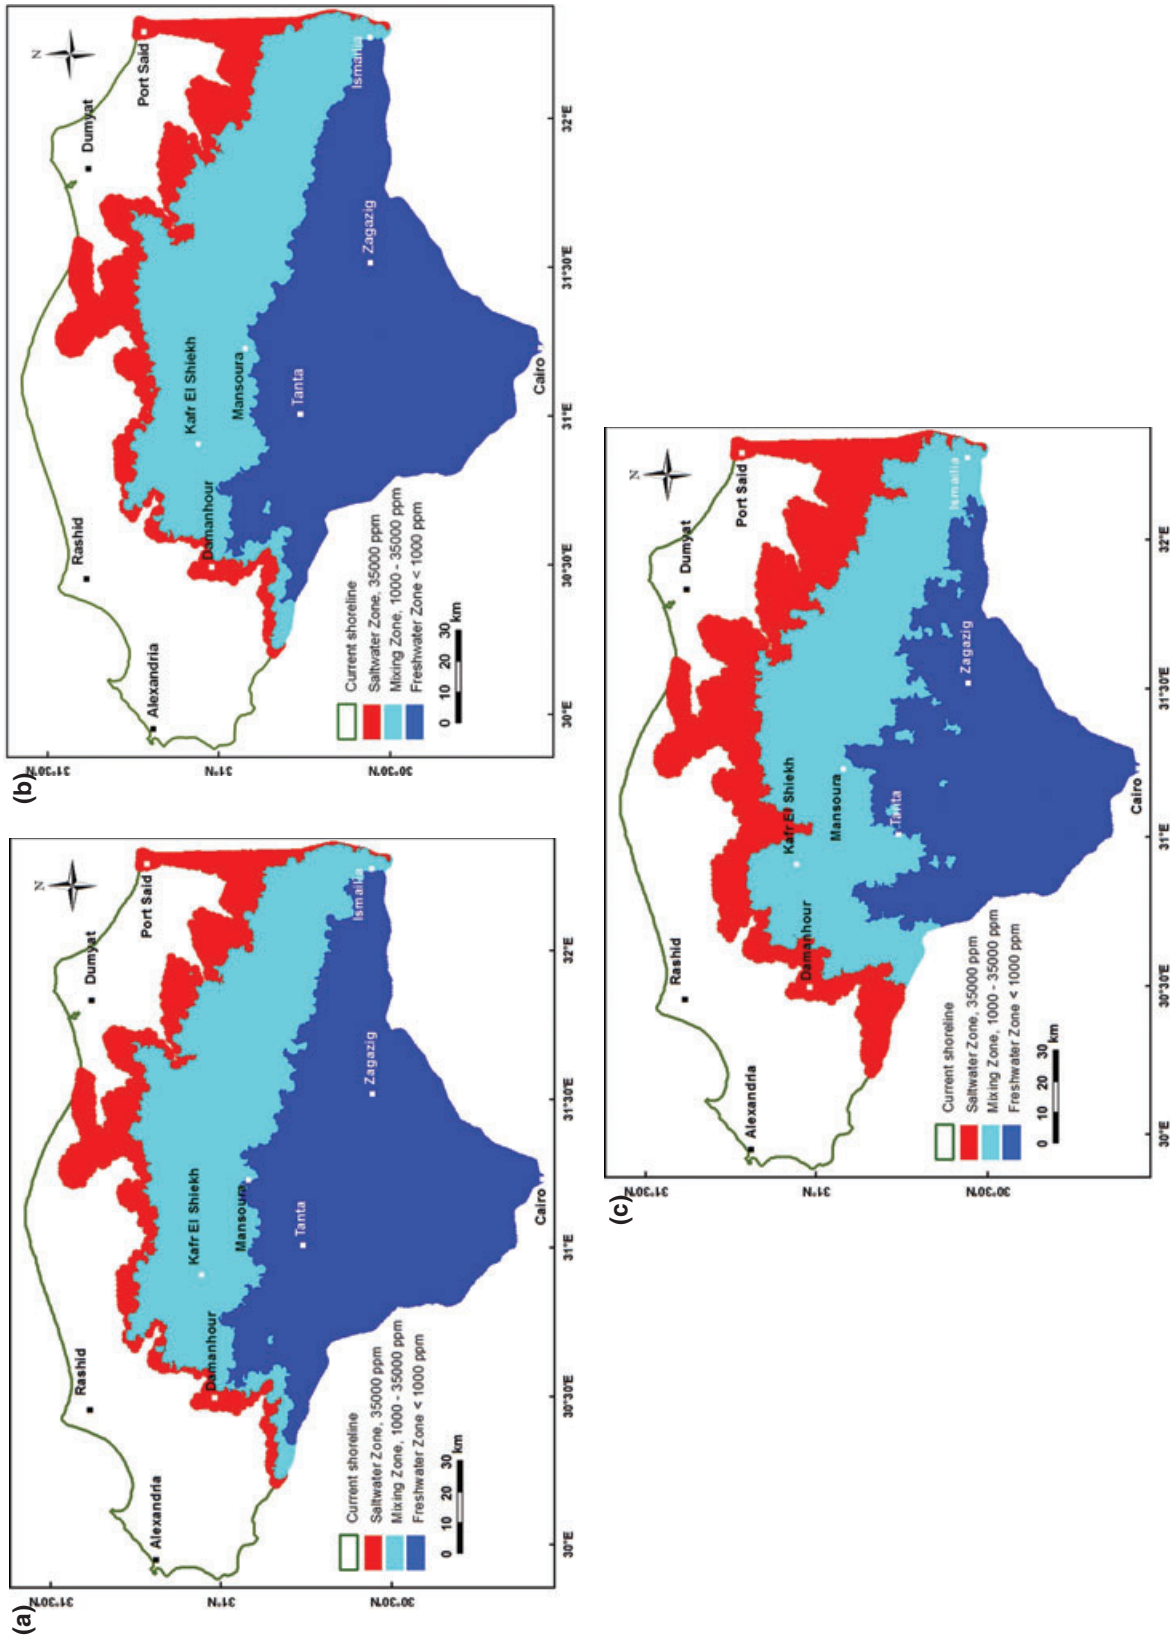 (a)
N
31°30'N
31°N
30°30'N
Port Said
Dumyat
Rashid
Alexandria
Kafr El Shiekh
Damanhour
Mansoura
Ismailia
Tanta
Zagazig
Cairo
Current shoreline
Saltwater Zone, 35000 ppm
Mixing Zone, 1000 - 35000 ppm
Freshwater Zone < 1000 ppm
0 10 20 30
km
30°E 30°30'E 31°E 31°30'E 32°E
(b)
N
31°30'N
31°N
30°30'N
Port Said
Dumyat
Rashid
Alexandria
Kafr El Shiekh
Damanhour
Mansoura
Ismailia
Tanta
Zagazig
Cairo
Current shoreline
Saltwater Zone, 35000 ppm
Mixing Zone, 1000 - 35000 ppm
Freshwater Zone < 1000 ppm
0 10 20 30
km
30°E 30°30'E 31°E 31°30'E 32°E
(c)
N
31°30'N
31°N
30°30'N
Port Said
Dumyat
Rashid
Alexandria
Kafr El Shiekh
Damanhour
Mansoura
Ismailia
Tanta
Zagazig
Cairo
Current shoreline
Saltwater Zone, 35000 ppm
Mixing Zone, 1000 - 35000 ppm
Freshwater Zone < 1000 ppm
0 10 20 30
km
30°E 30°30'E 31°E 31°30'E 32°E